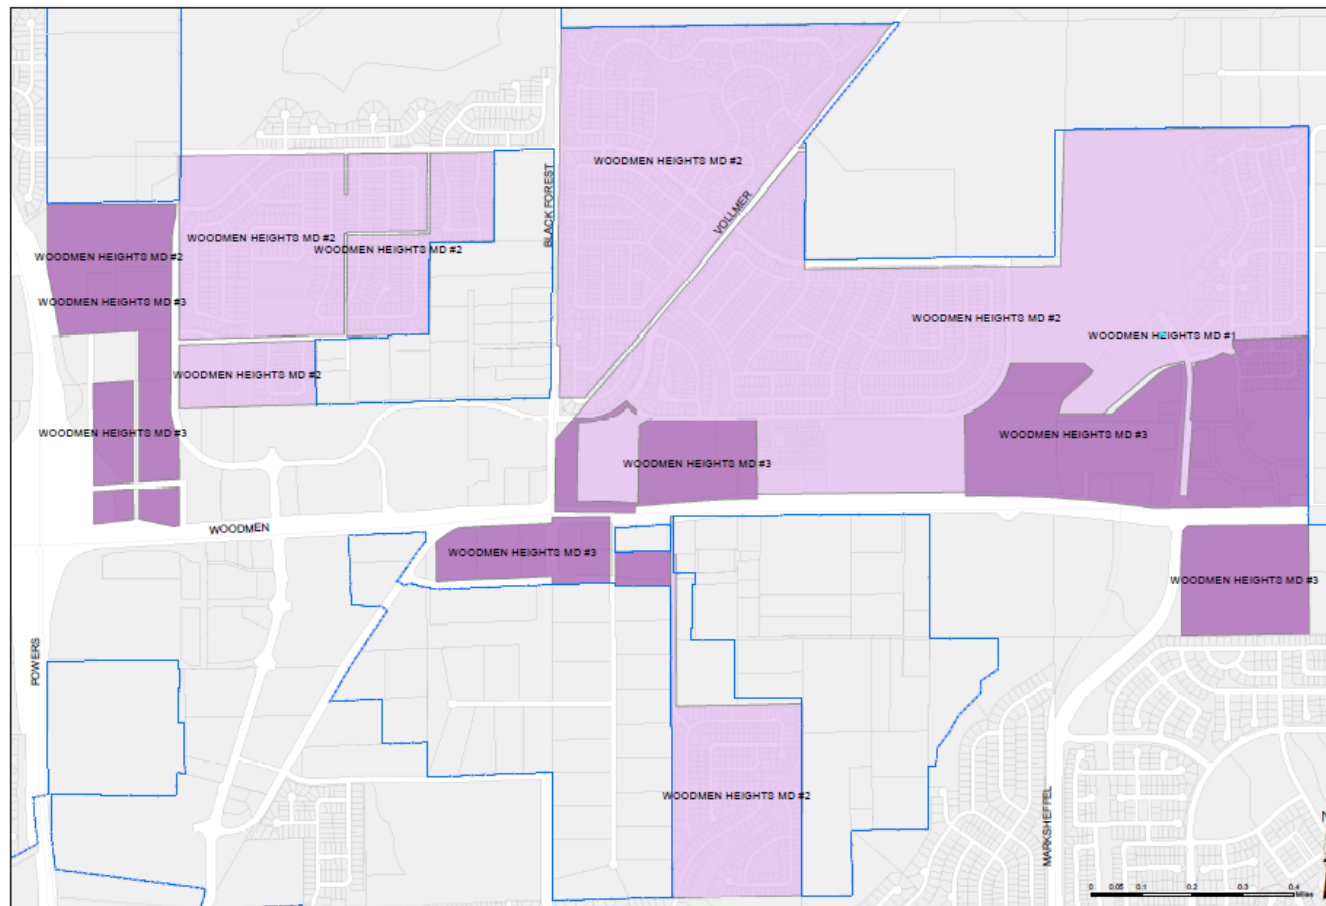 WOODMEN HEIGHTS MD #2
BLACK FOREST
VOLLMER
WOODMEN HEIGHTS MD #2
WOODMEN HEIGHTS MD #2
WOODMEN HEIGHTS MD #2
WOODMEN HEIGHTS MD #3
WOODMEN HEIGHTS MD #2
WOODMEN HEIGHTS MD #1
WOODMEN HEIGHTS MD #2
WOODMEN HEIGHTS MD #3
WOODMEN HEIGHTS MD #3
WOODMEN HEIGHTS MD #3
WOODMEN
WOODMEN HEIGHTS MD #3
WOODMEN HEIGHTS MD #3
POWERS
WOODMEN HEIGHTS MD #2
MARKSHEFFEL
N
0 0.05 0.1 0.2 0.3 0.4
Miles